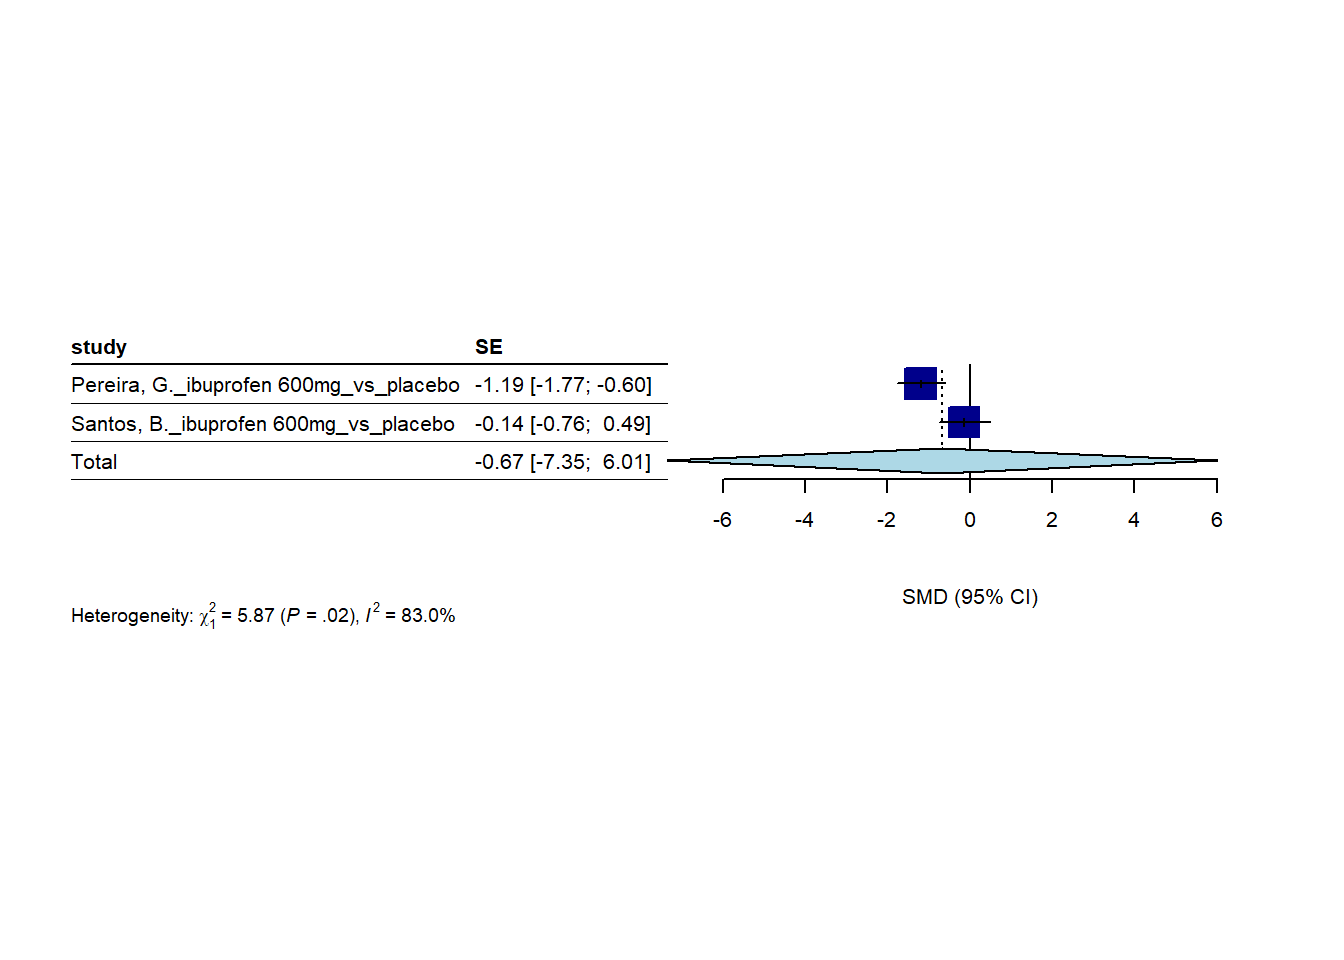 study SE
Pereira, G._ibuprofen 600mg_vs_placebo -1.19 [-1.77; -0.60]
Santos, B._ibuprofen 600mg_vs_placebo -0.14 [-0.76; 0.49]
Total -0.67 [-7.35; 6.01]
-6 -4 -2 0 2 4 6
SMD (95% CI)
Heterogeneity: χ²₁ = 5.87 (P = .02), I² = 83.0%